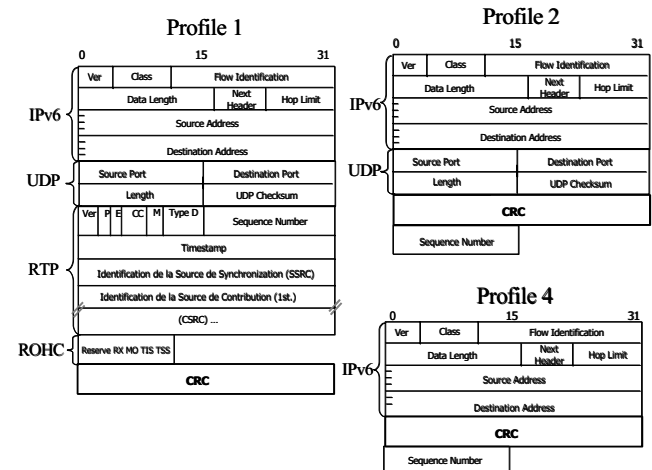 Profile 1
0 15 31
Ver Class Flow Identification
Data Length Next Header Hop Limit
IPv6
Source Address
Destination Address
UDP
Source Port Destination Port
Length UDP Checksum
RTP
Ver P E CC M Type D Sequence Number
Timestamp
Identification de la Source de Synchronization (SSRC)
Identification de la Source de Contribution (1st.)
(CSRC) ...
ROHC
Reserve RX MO TIS TSS
CRC
Profile 2
0 15 31
Ver Class Flow Identification
Data Length Next Header Hop Limit
IPv6
Source Address
Destination Address
UDP
Source Port Destination Port
Length UDP Checksum
CRC
Sequence Number
Profile 4
0 15 31
Ver Class Flow Identification
Data Length Next Header Hop Limit
IPv6
Source Address
Destination Address
CRC
Sequence Number